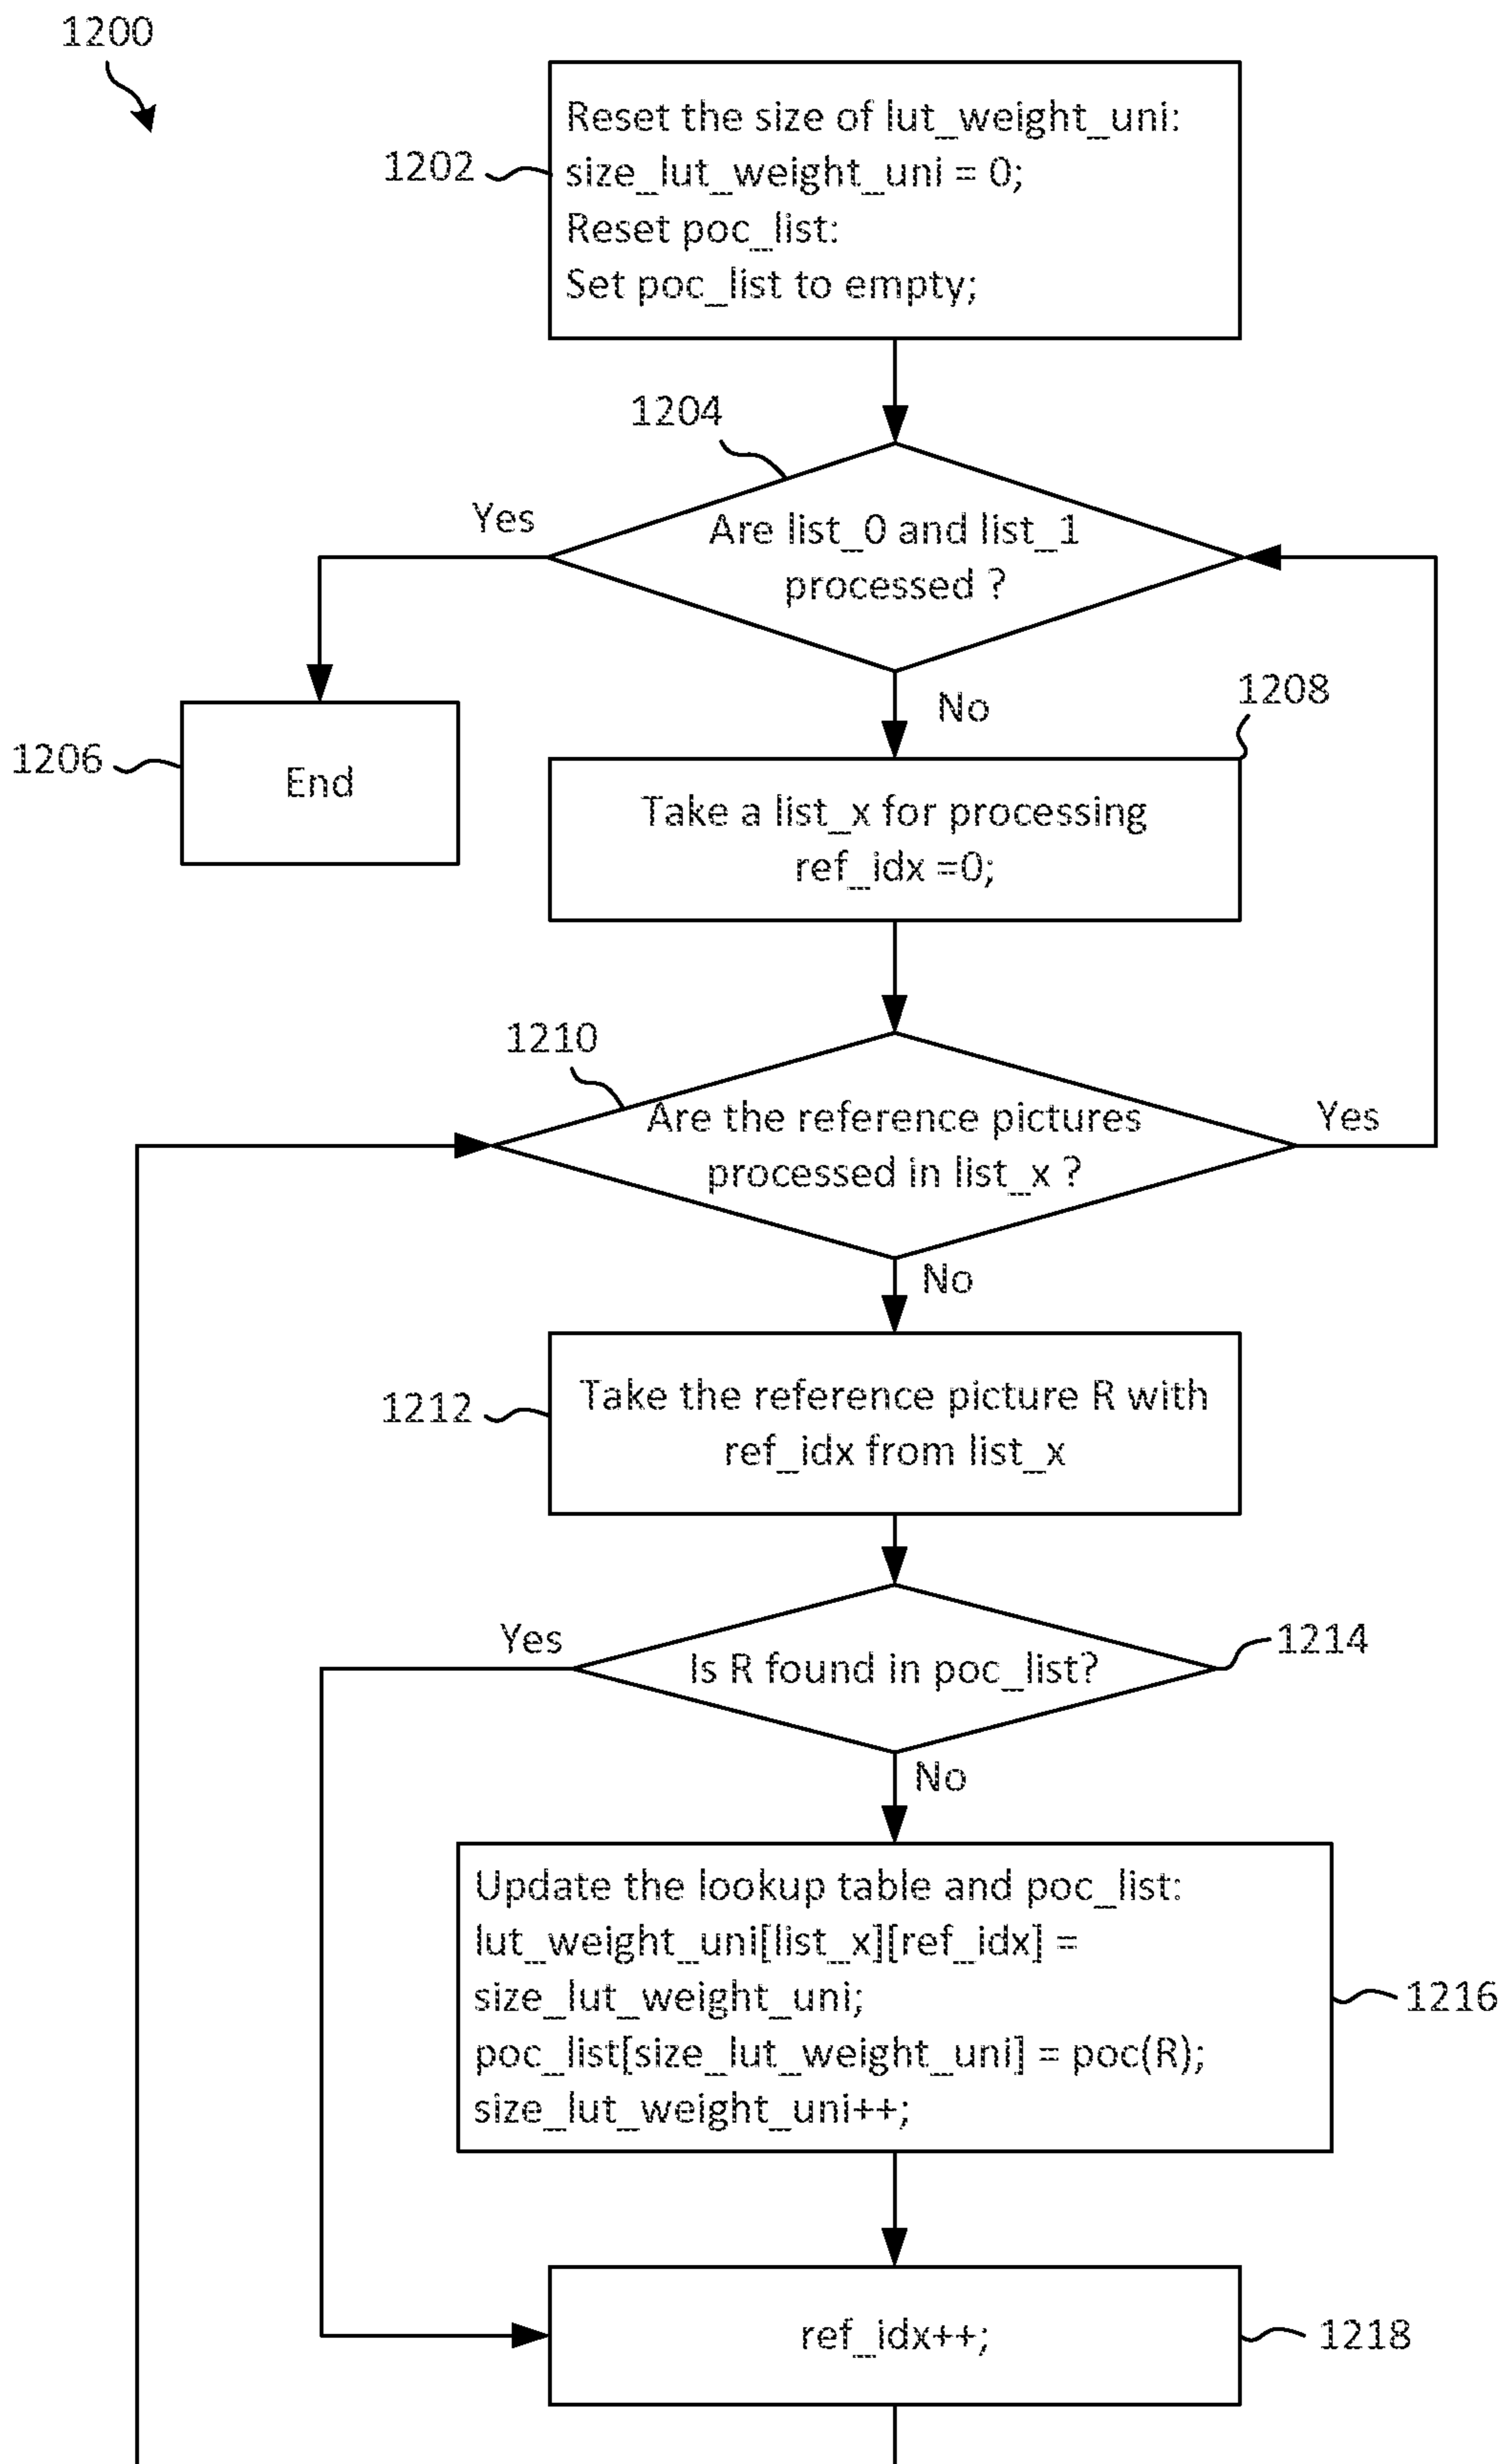 1200
Reset the size of lut_weight_uni:
1202
size_lut_weight_uni = 0;
Reset poc_list:
Set poc_list to empty;
1204
Yes
Are list_0 and list_1
processed ?
No
1208
1206
End
Take a list_x for processing
ref_idx =0;
1210
Are the reference pictures
processed in list_x ?
Yes
No
1212
Take the reference picture R with
ref_idx from list_x
Yes
Is R found in poc_list?
1214
No
Update the lookup table and poc_list:
lut_weight_uni[list_x][ref_idx] =
size_lut_weight_uni;
poc_list[size_lut_weight_uni] = poc(R);
size_lut_weight_uni++;
1216
ref_idx++;
1218